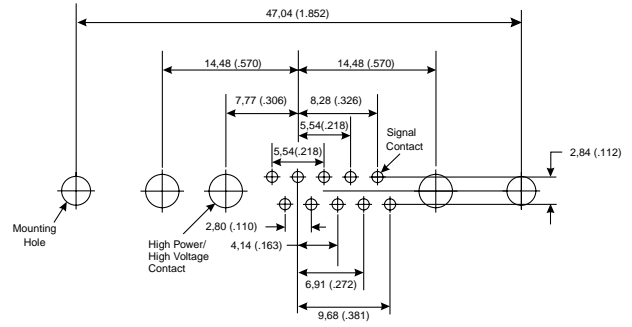 47,04 (1.852)
14,48 (.570)
14,48 (.570)
7,77 (.306)
8,28 (.326)
5,54(.218)
Signal
Contact
5,54(.218)
2,84 (.112)
Mounting
Hole
High Power/
High Voltage
Contact
2,80 (.110)
4,14 (.163)
6,91 (.272)
9,68 (.381)